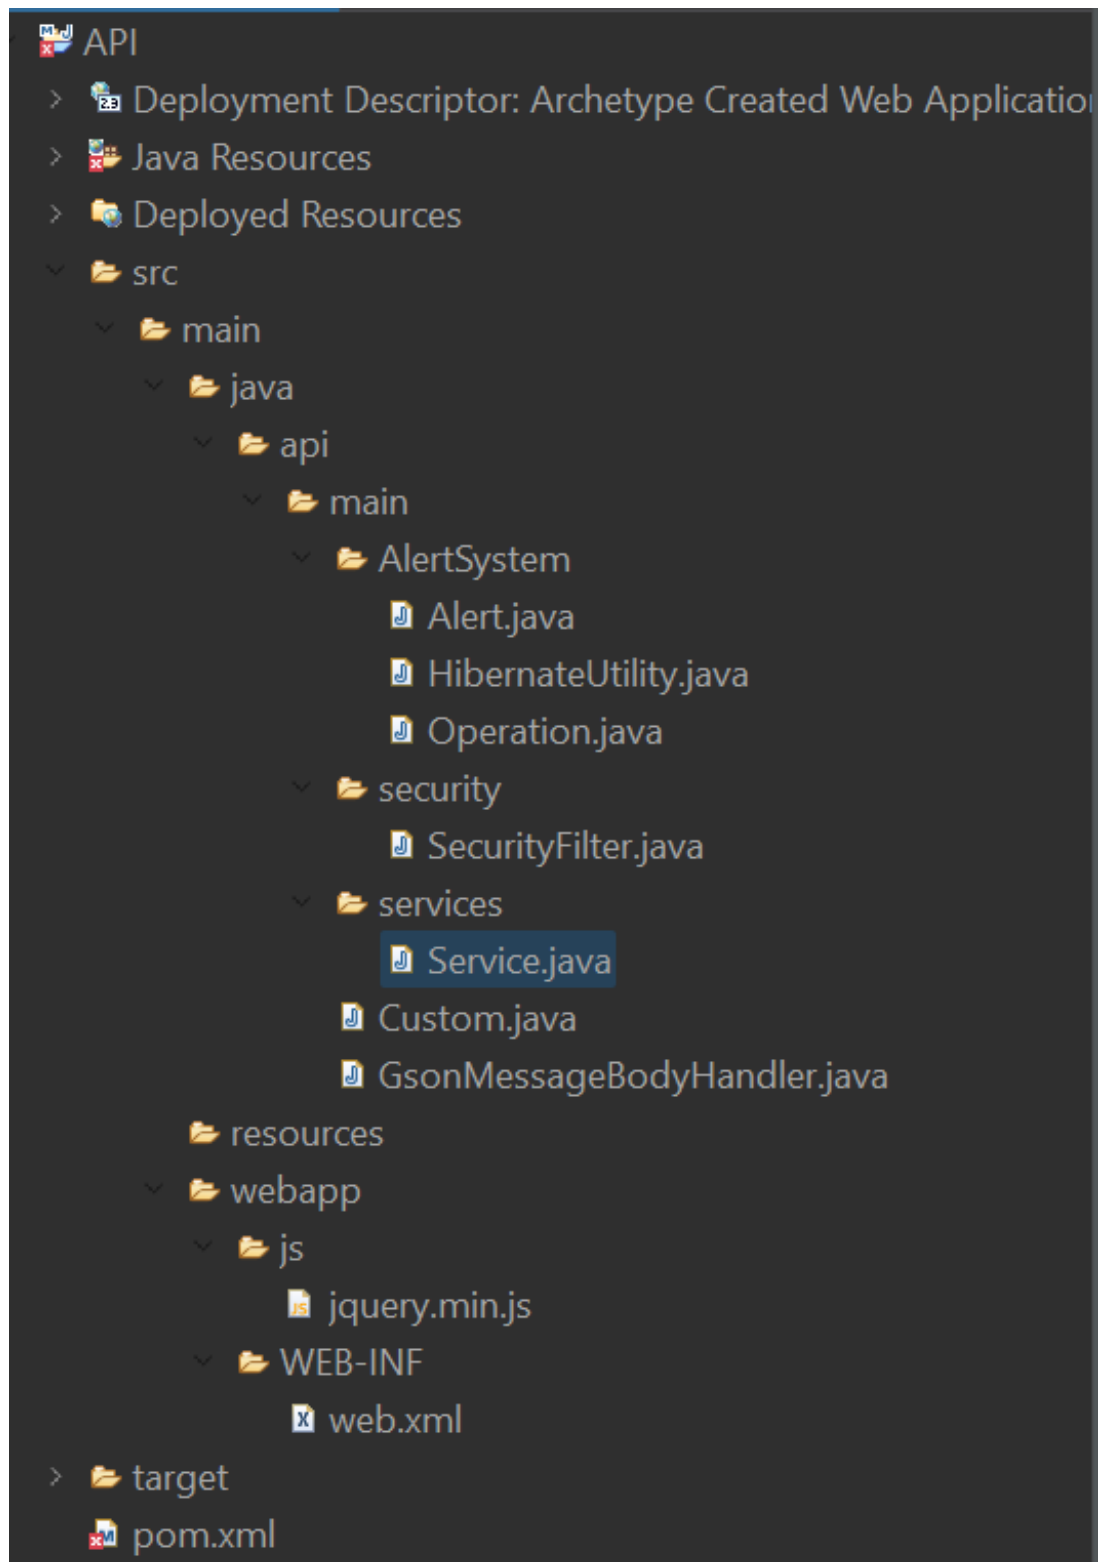 API
Deployment Descriptor: Archetype Created Web Application
Java Resources
Deployed Resources
src
main
java
api
main
AlertSystem
Alert.java
HibernateUtility.java
Operation.java
security
SecurityFilter.java
services
Service.java
Custom.java
GsonMessageBodyHandler.java
resources
webapp
js
jquery.min.js
WEB-INF
web.xml
target
pom.xml